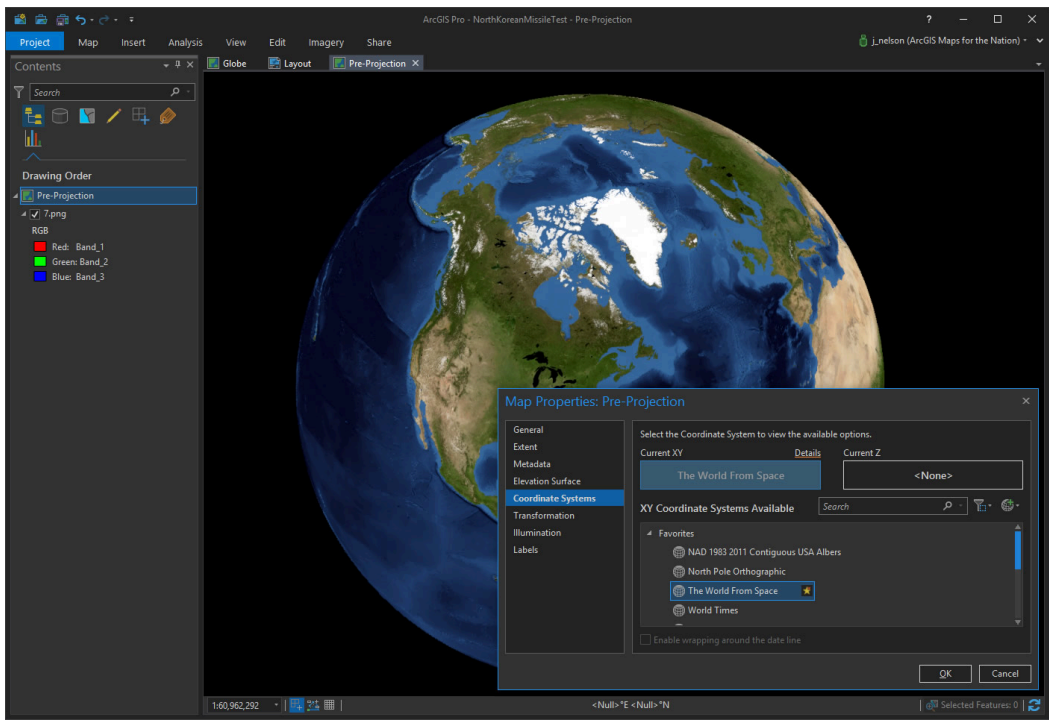 ArcGIS Pro - NorthKoreanMissileTest - Pre-Projection
?
Project Map Insert Analysis View Edit Imagery Share
j_nelson (ArcGIS Maps for the Nation)
Contents
Globe Layout Pre-Projection
Search
Drawing Order
Pre-Projection
7.png
RGB
Red: Band_1
Green: Band_2
Blue: Band_3
Map Properties: Pre-Projection
General
Extent
Metadata
Elevation Surface
Coordinate Systems
Transformation
Illumination
Labels
Select the Coordinate System to view the available options.
Current XY Details Current Z
The World From Space <None>
XY Coordinate Systems Available Search
Favorites
NAD 1983 2011 Contiguous USA Albers
North Pole Orthographic
The World From Space
World Times
Enable wrapping around the date line
OK Cancel
1:60,962,292 <Null>°E <Null>°N Selected Features: 0